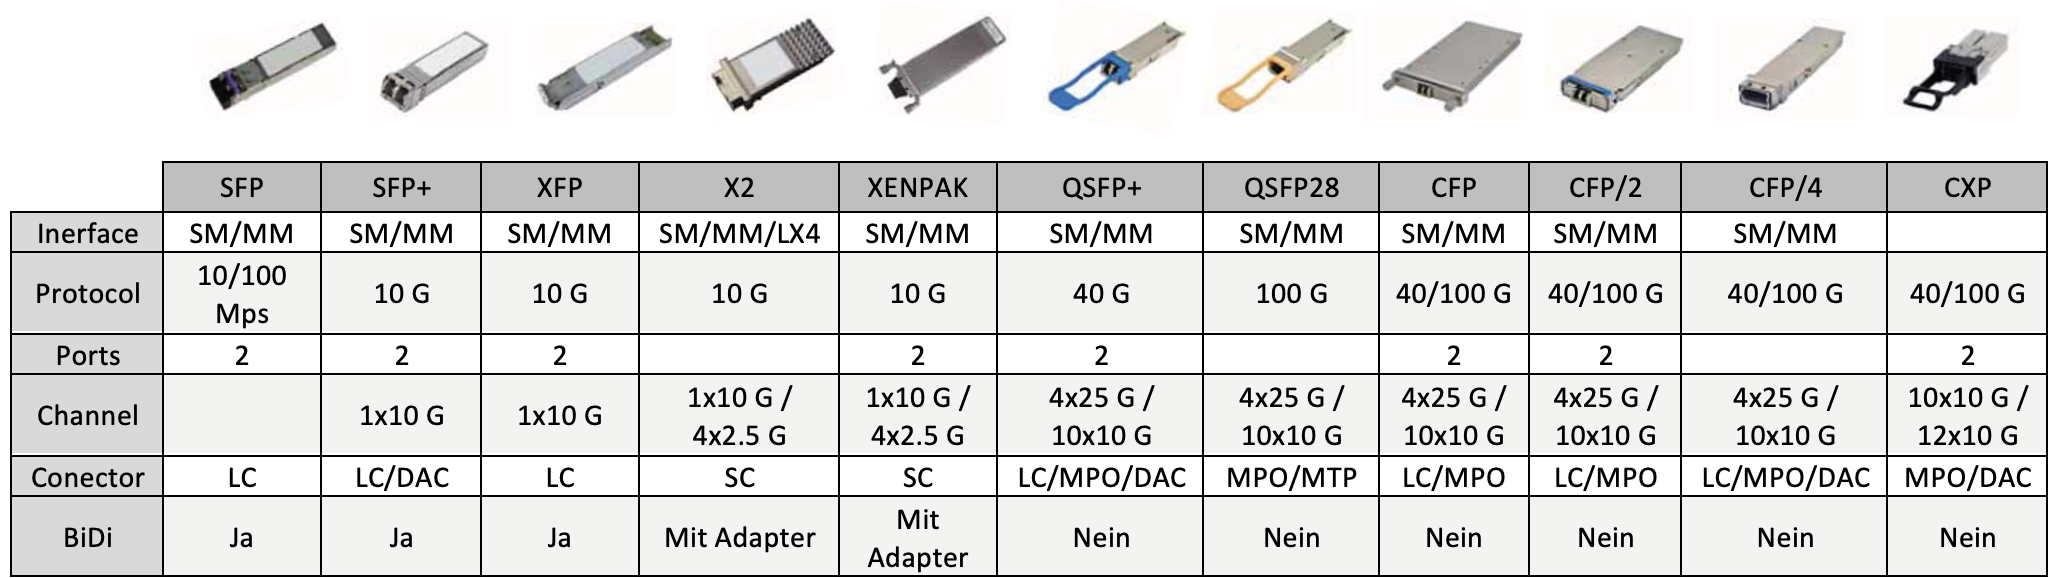 SFP SFP+ XFP X2 XENPAK QSFP+ QSFP28 CFP CFP/2 CFP/4 CXP
Inerface SM/MM SM/MM SM/MM SM/MM/LX4 SM/MM SM/MM SM/MM SM/MM SM/MM SM/MM
Protocol 10/100 Mps 10 G 10 G 10 G 10 G 40 G 100 G 40/100 G 40/100 G 40/100 G 40/100 G
Ports 2 2 2 2 2 2 2 2
Channel 1x10 G 1x10 G 1x10 G / 4x2.5 G 1x10 G / 4x2.5 G 4x25 G / 10x10 G 4x25 G / 10x10 G 4x25 G / 10x10 G 4x25 G / 10x10 G 4x25 G / 10x10 G 10x10 G / 12x10 G
Conector LC LC/DAC LC SC SC LC/MPO/DAC MPO/MTP LC/MPO LC/MPO LC/MPO/DAC MPO/DAC
BiDi Ja Ja Ja Mit Adapter Mit Adapter Nein Nein Nein Nein Nein Nein